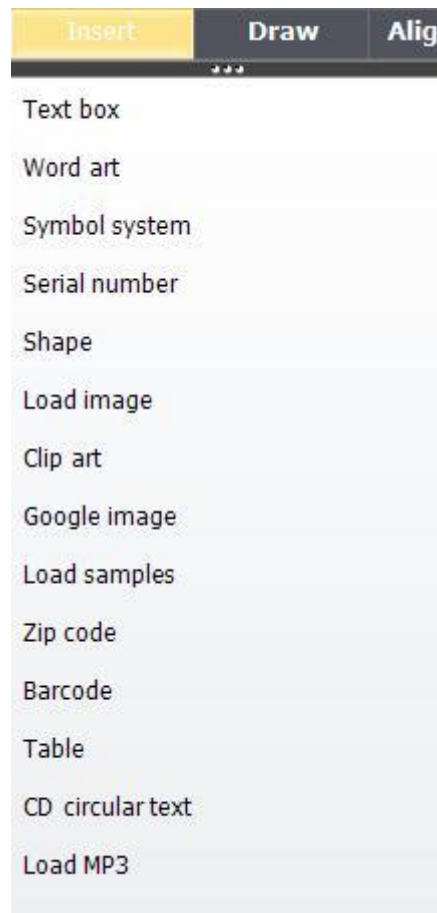 Insert Draw Alig
Text box
Word art
Symbol system
Serial number
Shape
Load image
Clip art
Google image
Load samples
Zip code
Barcode
Table
CD circular text
Load MP3